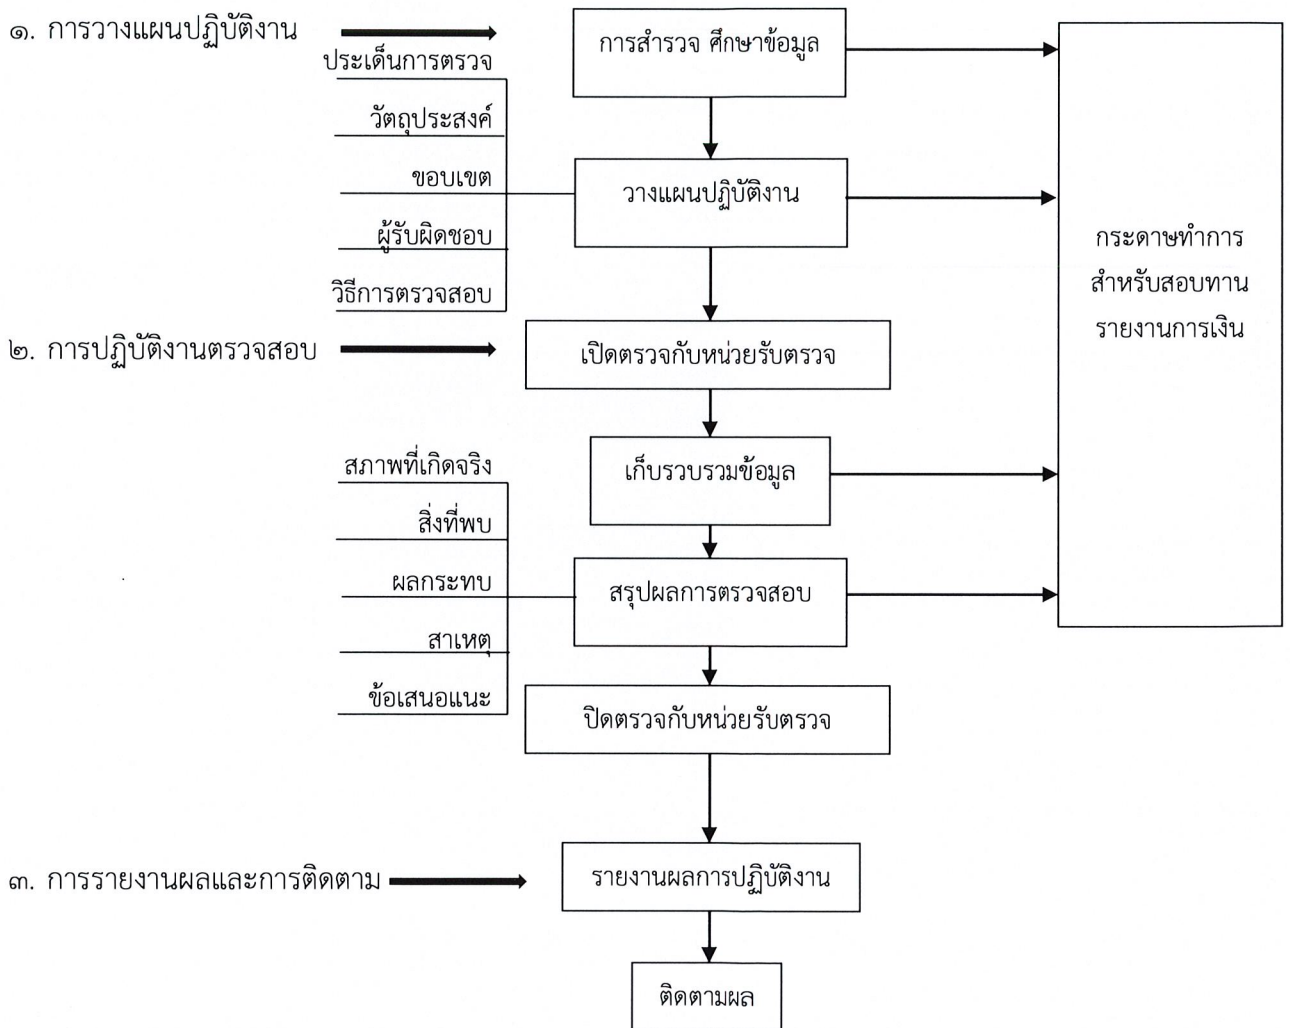 ๑. การวางแผนปฏิบัติงาน
การสำรวจ ศึกษาข้อมูล
ประเด็นการตรวจ
วัตถุประสงค์
ขอบเขต
วางแผนปฏิบัติงาน
ผู้รับผิดชอบ
วิธีการตรวจสอบ
กระดาษทำการ
สำหรับสอบทาน
รายงานการเงิน
๒. การปฏิบัติงานตรวจสอบ
เปิดตรวจกับหน่วยรับตรวจ
เก็บรวบรวมข้อมูล
สภาพที่เกิดจริง
สิ่งที่พบ
ผลกระทบ
สรุปผลการตรวจสอบ
สาเหตุ
ข้อเสนอแนะ
ปิดตรวจกับหน่วยรับตรวจ
๓. การรายงานผลและการติดตาม
รายงานผลการปฏิบัติงาน
ติดตามผล